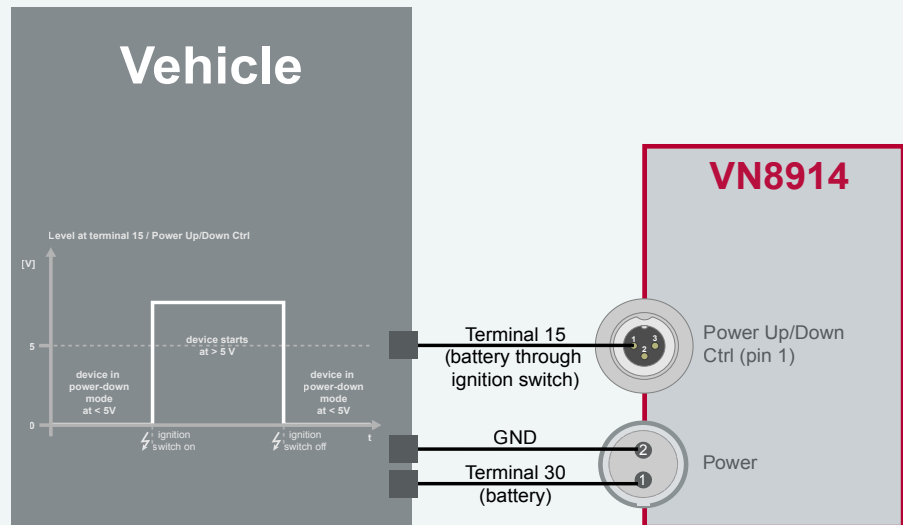 Vehicle
VN8914
Level at terminal 15 / Power Up/Down Ctrl
[V]
5
0
device starts
at > 5 V
device in
power-down
mode
at < 5V
device in
power-down
mode
at < 5V
ignition
switch on
ignition
switch off
t
Terminal 15
(battery through
ignition switch)
1
3
2
Power Up/Down
Ctrl (pin 1)
GND
2
Power
Terminal 30
(battery)
1